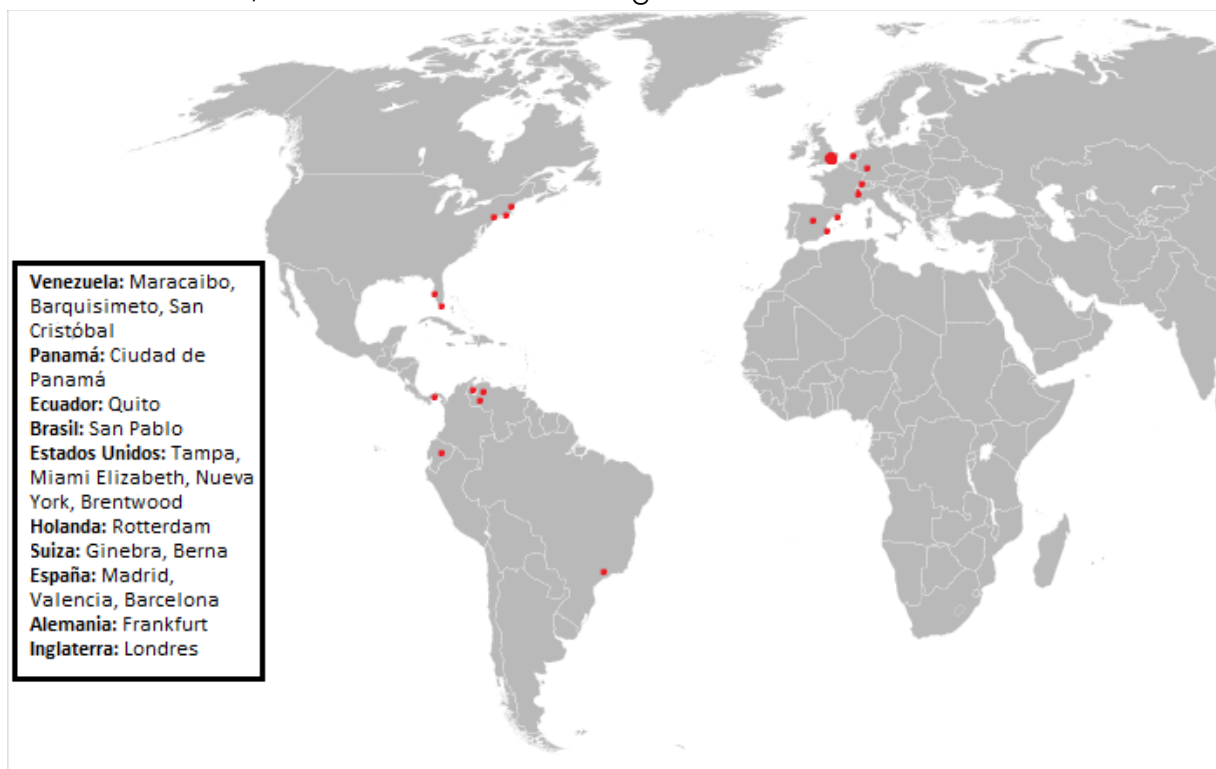 Venezuela: Maracaibo,
Barquisimeto, San
Cristóbal
Panamá: Ciudad de
Panamá
Ecuador: Quito
Brasil: San Pablo
Estados Unidos: Tampa,
Miami Elizabeth, Nueva
York, Brentwood
Holanda: Rotterdam
Suiza: Ginebra, Berna
España: Madrid,
Valencia, Barcelona
Alemania: Frankfurt
Inglaterra: Londres